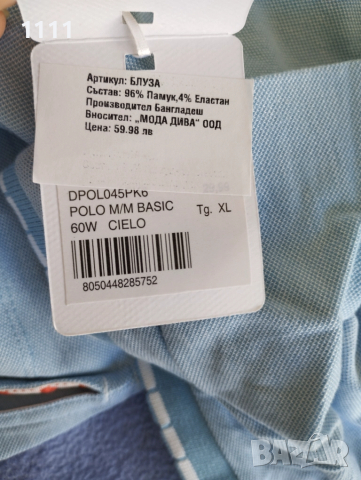 1111
Артикул: БЛУЗА
Състав: 96% Памук,4% Еластан
Производител Бангладеш
Вносител: „МОДА ДИВА“ ООД
Цена: 59.98 лв
DPOL045PK6
POLO M/M BASIC Tg. XL
60W CIELO
8050448285752
BAZAR